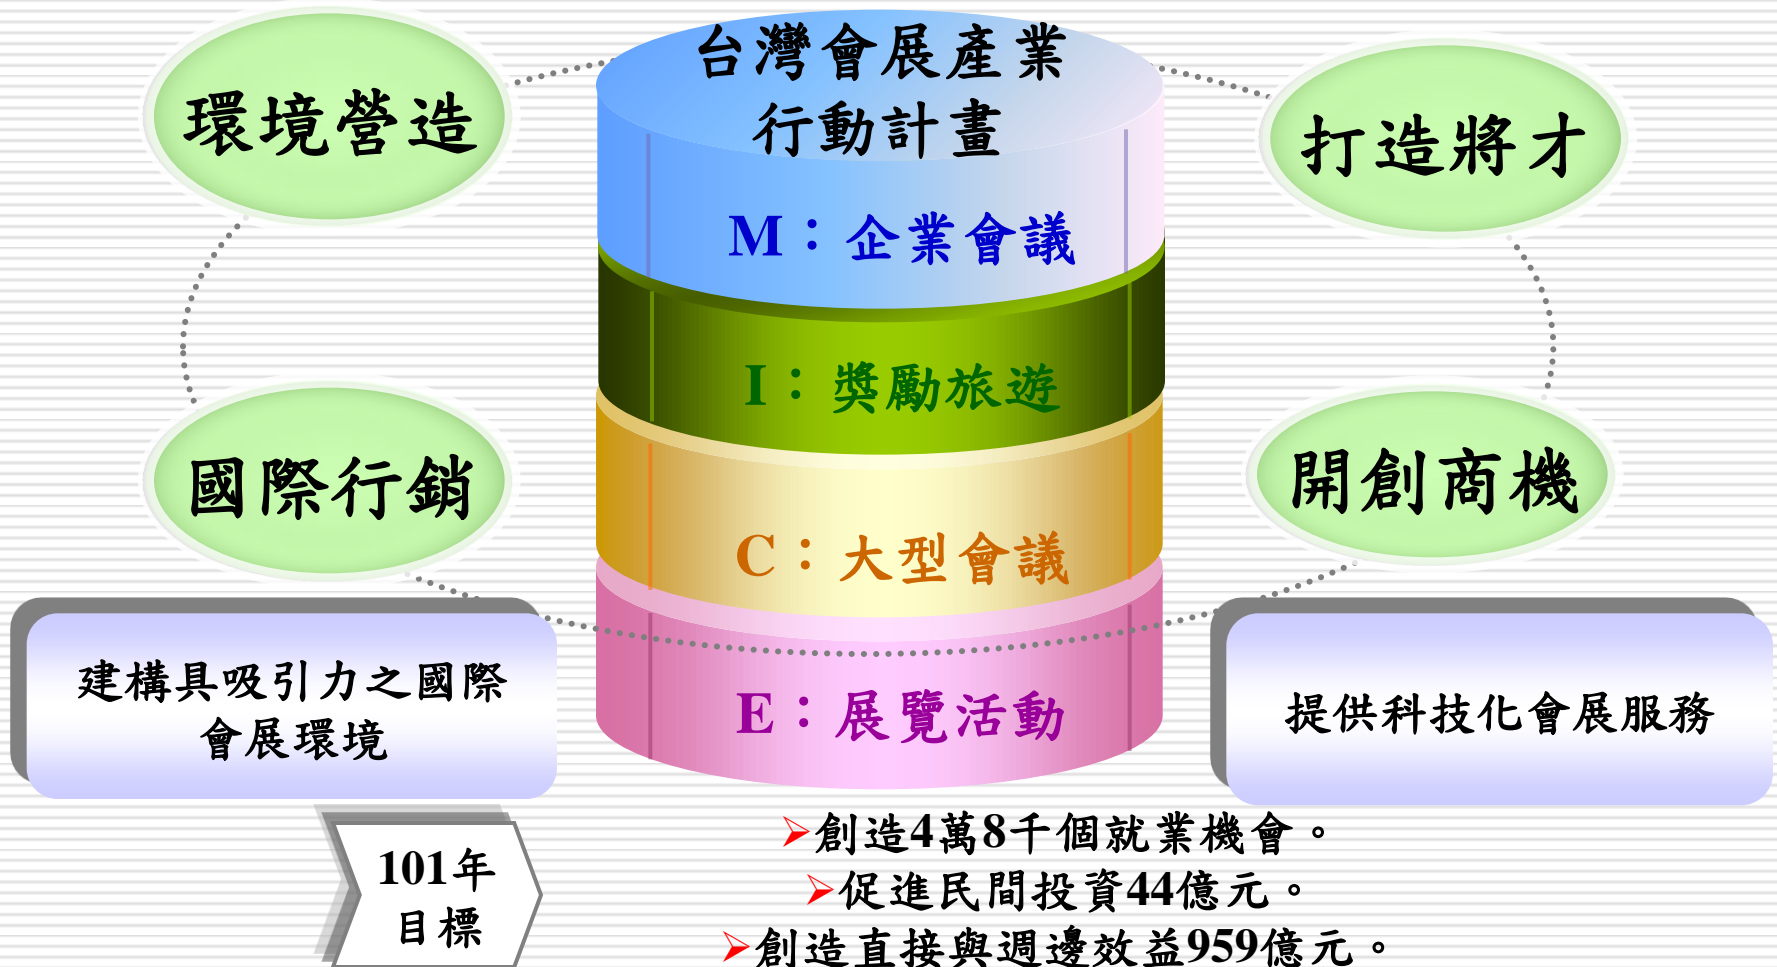 台灣會展產業
行動計畫
環境營造
打造將才
M：企業會議
I：獎勵旅遊
國際行銷
開創商機
C：大型會議
E：展覽活動
建構具吸引力之國際
會展環境
提供科技化會展服務
101年
目標
➢創造4萬8千個就業機會。
➢促進民間投資44億元。
➢創造直接與週邊效益959億元。